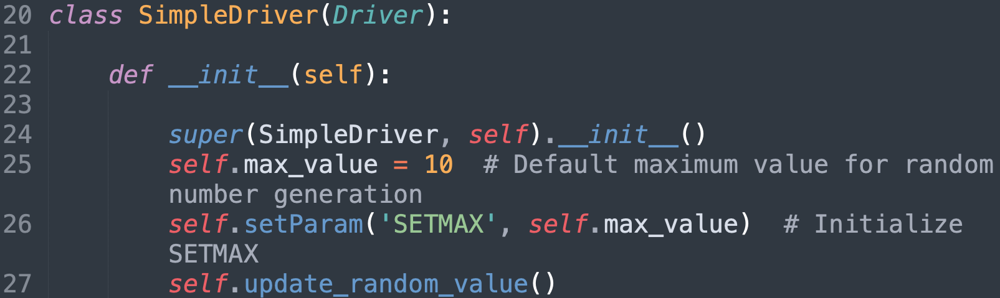 20 class SimpleDriver(Driver):
21
22     def __init__(self):
23
24         super(SimpleDriver, self).__init__()
25         self.max_value = 10  # Default maximum value for random
           number generation
26         self.setParam('SETMAX', self.max_value)  # Initialize
           SETMAX
27         self.update_random_value()